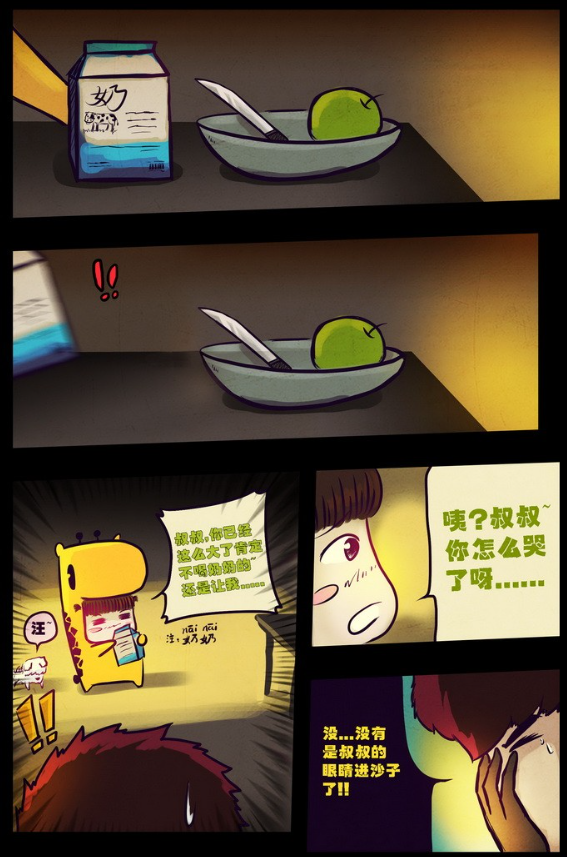 奶
!!
叔叔,你已经
这么大了肯定
不喝奶奶的~
还是让我......
nǎi nai
注:奶奶
汪~
!!
咦?叔叔~
你怎么哭
了呀......
没...没有
是叔叔的
眼睛进沙子
了!!